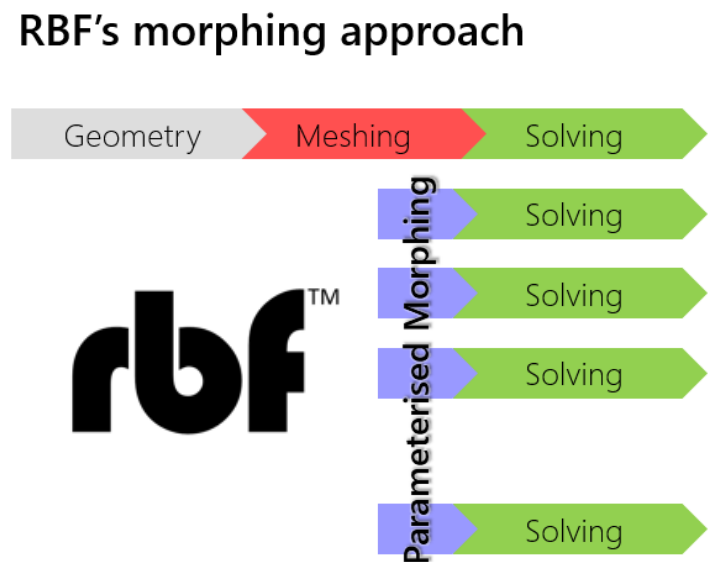 RBF's morphing approach
Geometry Meshing Solving
Solving
Solving
Solving
Solving
Parameterised Morphing
rbf™